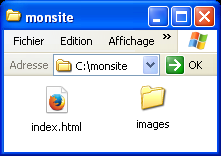 monsite
Fichier Edition Affichage »
Adresse C:\monsite OK
index.html images